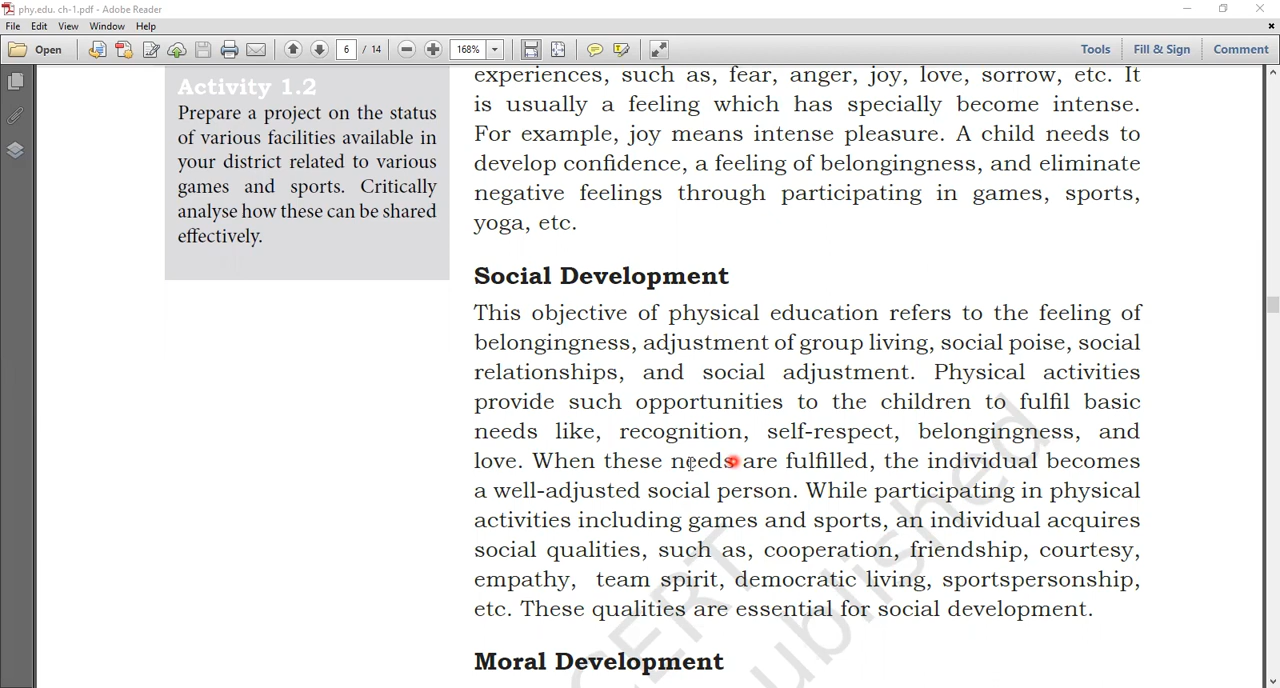 phy.edu. ch-1.pdf - Adobe Reader
File Edit View Window Help
Open 6 / 14 168% Tools Fill & Sign Comment
Activity 1.2
Prepare a project on the status
of various facilities available in
your district related to various
games and sports. Critically
analyse how these can be shared
effectively.
experiences, such as, fear, anger, joy, love, sorrow, etc. It
is usually a feeling which has specially become intense.
For example, joy means intense pleasure. A child needs to
develop confidence, a feeling of belongingness, and eliminate
negative feelings through participating in games, sports,
yoga, etc.
Social Development
This objective of physical education refers to the feeling of
belongingness, adjustment of group living, social poise, social
relationships, and social adjustment. Physical activities
provide such opportunities to the children to fulfil basic
needs like, recognition, self-respect, belongingness, and
love. When these needs are fulfilled, the individual becomes
a well-adjusted social person. While participating in physical
activities including games and sports, an individual acquires
social qualities, such as, cooperation, friendship, courtesy,
empathy, team spirit, democratic living, sportspersonship,
etc. These qualities are essential for social development.
Moral Development